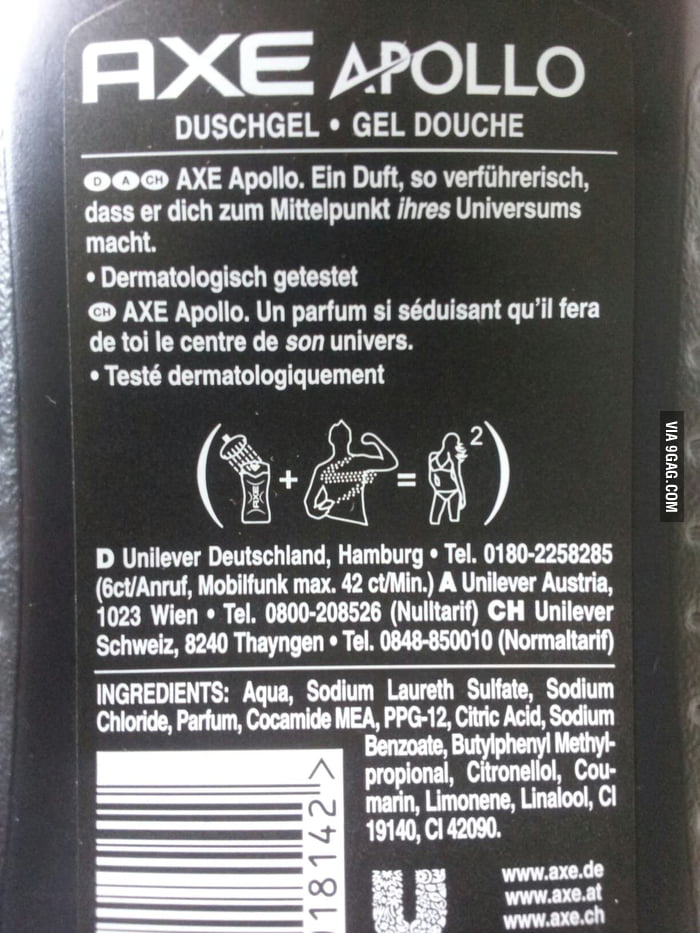 AXE APOLLO
DUSCHGEL • GEL DOUCHE
D A CH AXE Apollo. Ein Duft, so verführerisch,
dass er dich zum Mittelpunkt ihres Universums
macht.
• Dermatologisch getestet
CH AXE Apollo. Un parfum si séduisant qu'il fera
de toi le centre de son univers.
• Testé dermatologiquement
( AXE + = 2 )
D Unilever Deutschland, Hamburg • Tel. 0180-2258285
(6ct/Anruf, Mobilfunk max. 42 ct/Min.) A Unilever Austria,
1023 Wien • Tel. 0800-208526 (Nulltarif) CH Unilever
Schweiz, 8240 Thayngen • Tel. 0848-850010 (Normaltarif)
INGREDIENTS: Aqua, Sodium Laureth Sulfate, Sodium
Chloride, Parfum, Cocamide MEA, PPG-12, Citric Acid, Sodium
Benzoate, Butylphenyl Methyl-
propional, Citronellol, Cou-
marin, Limonene, Linalool, CI
19140, CI 42090.
18142 >
www.axe.de
www.axe.at
www.axe.ch
VIA 9GAG.COM